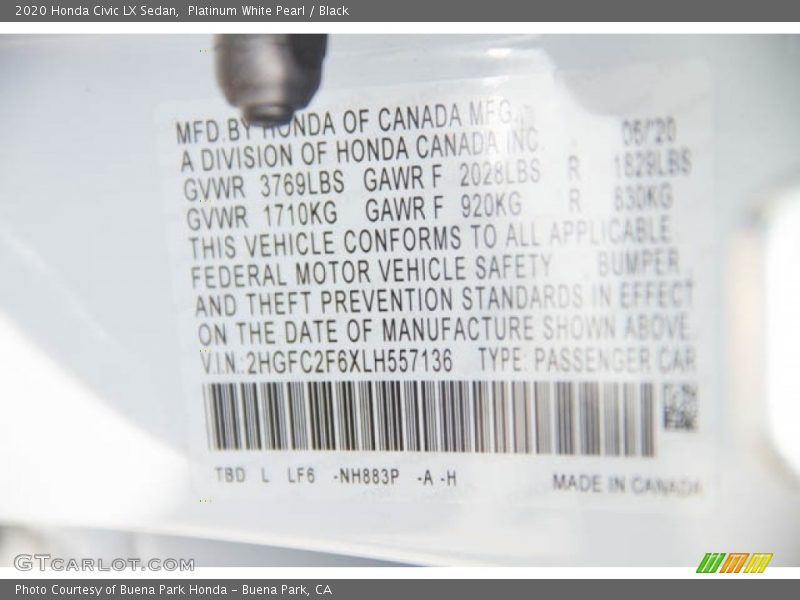 2020 Honda Civic LX Sedan, Platinum White Pearl / Black
MFD.BY HONDA OF CANADA MFG.
A DIVISION OF HONDA CANADA INC. 05/'20
GVWR 3769LBS GAWR F 2028LBS R 1829LBS
GVWR 1710KG GAWR F 920KG R 830KG
THIS VEHICLE CONFORMS TO ALL APPLICABLE
FEDERAL MOTOR VEHICLE SAFETY BUMPER
AND THEFT PREVENTION STANDARDS IN EFFECT
ON THE DATE OF MANUFACTURE SHOWN ABOVE.
V.I.N.:2HGFC2F6XLH557136 TYPE: PASSENGER CAR
TBD L LF6 -NH883P -A -H MADE IN CANADA
GTCARLOT.COM
Photo Courtesy of Buena Park Honda - Buena Park, CA